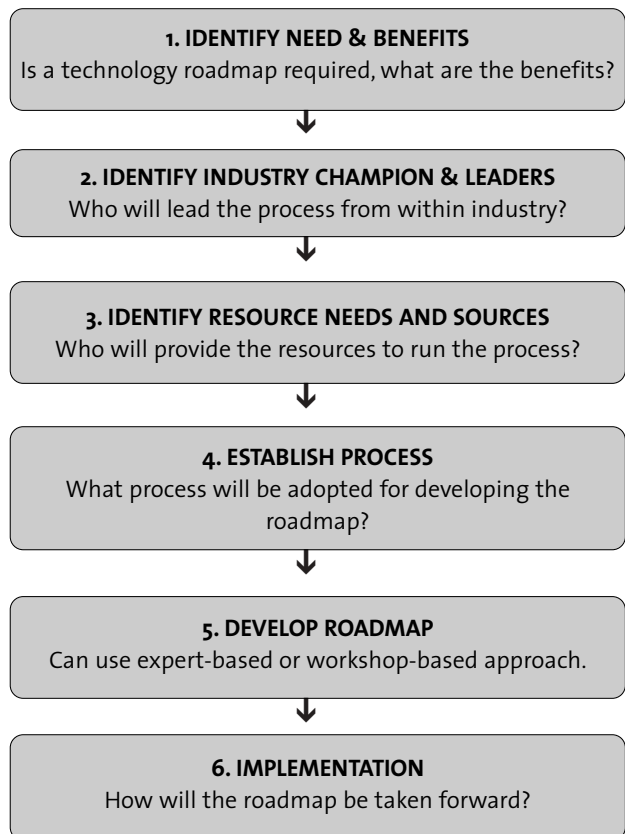 1. IDENTIFY NEED & BENEFITS
Is a technology roadmap required, what are the benefits?
2. IDENTIFY INDUSTRY CHAMPION & LEADERS
Who will lead the process from within industry?
3. IDENTIFY RESOURCE NEEDS AND SOURCES
Who will provide the resources to run the process?
4. ESTABLISH PROCESS
What process will be adopted for developing the
roadmap?
5. DEVELOP ROADMAP
Can use expert-based or workshop-based approach.
6. IMPLEMENTATION
How will the roadmap be taken forward?